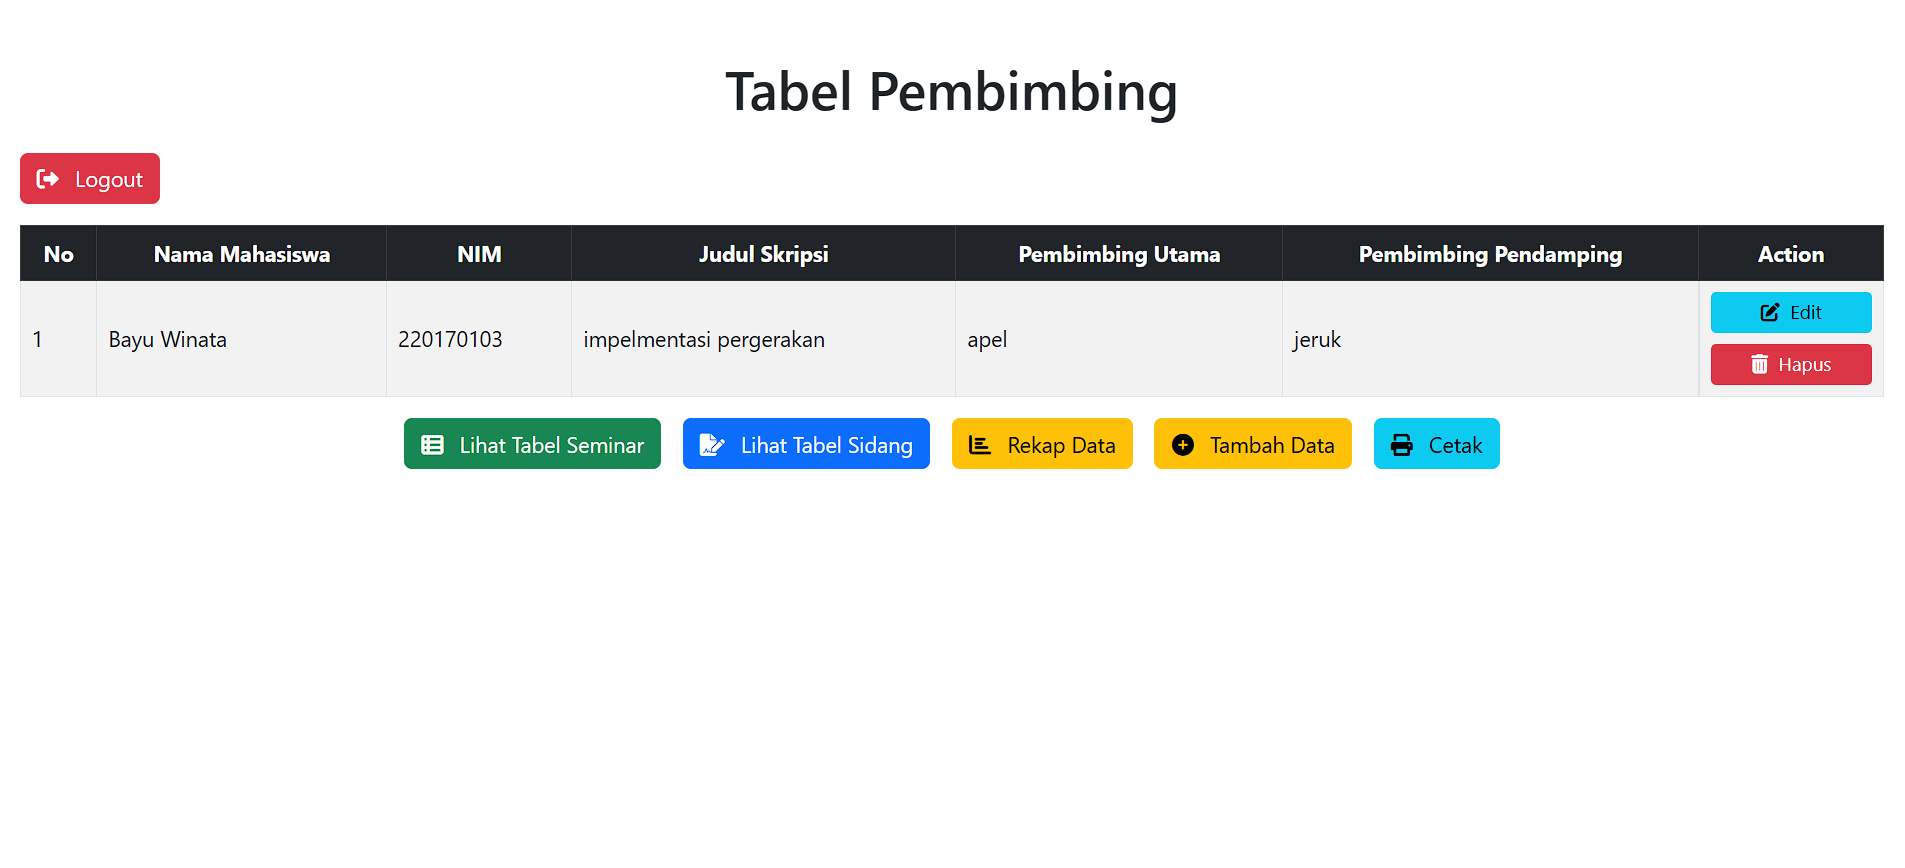 Tabel Pembimbing
Logout
No Nama Mahasiswa NIM Judul Skripsi Pembimbing Utama Pembimbing Pendamping Action
1 Bayu Winata 220170103 impelmentasi pergerakan apel jeruk
Edit
Hapus
Lihat Tabel Seminar Lihat Tabel Sidang Rekap Data Tambah Data Cetak